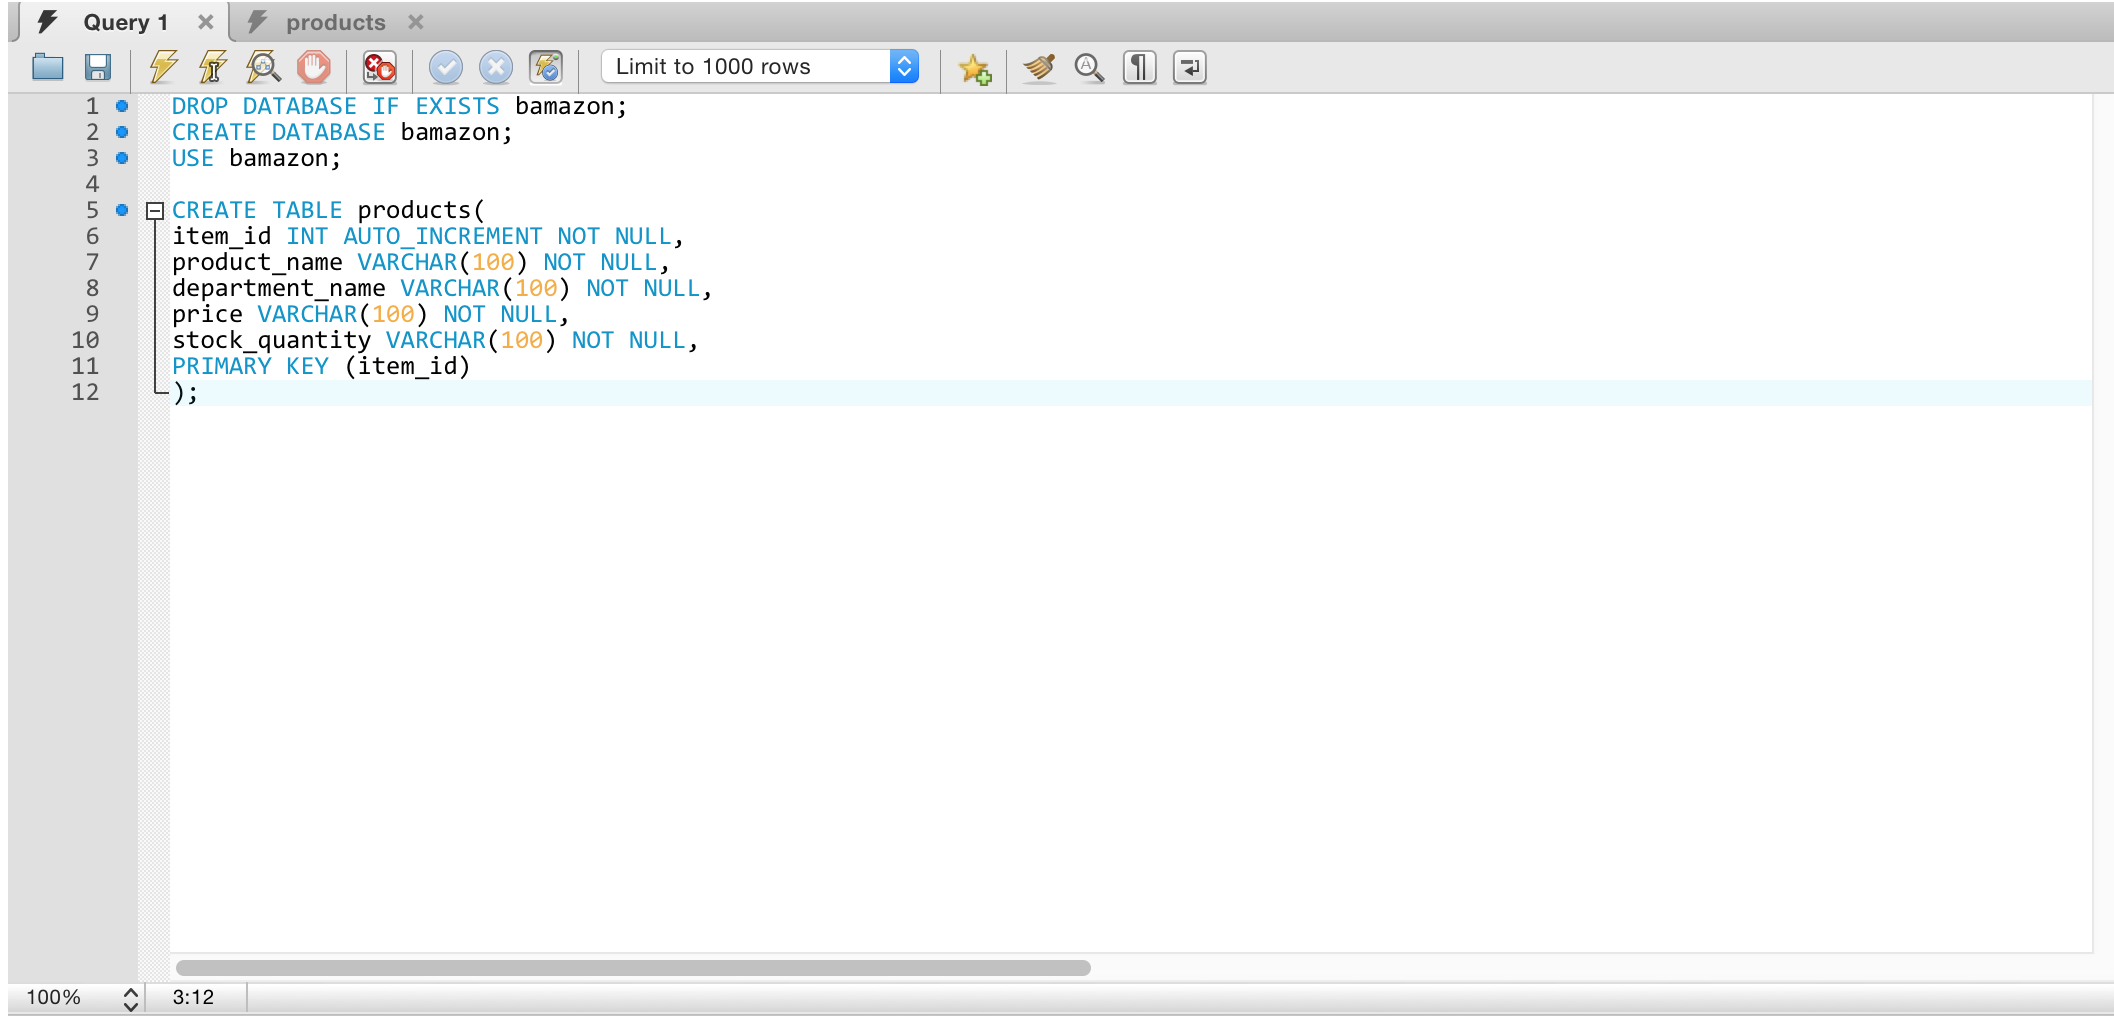 Query 1 products
Limit to 1000 rows
1 DROP DATABASE IF EXISTS bamazon;
2 CREATE DATABASE bamazon;
3 USE bamazon;
4
5 CREATE TABLE products(
6 item_id INT AUTO_INCREMENT NOT NULL,
7 product_name VARCHAR(100) NOT NULL,
8 department_name VARCHAR(100) NOT NULL,
9 price VARCHAR(100) NOT NULL,
10 stock_quantity VARCHAR(100) NOT NULL,
11 PRIMARY KEY (item_id)
12 );
100% 3:12